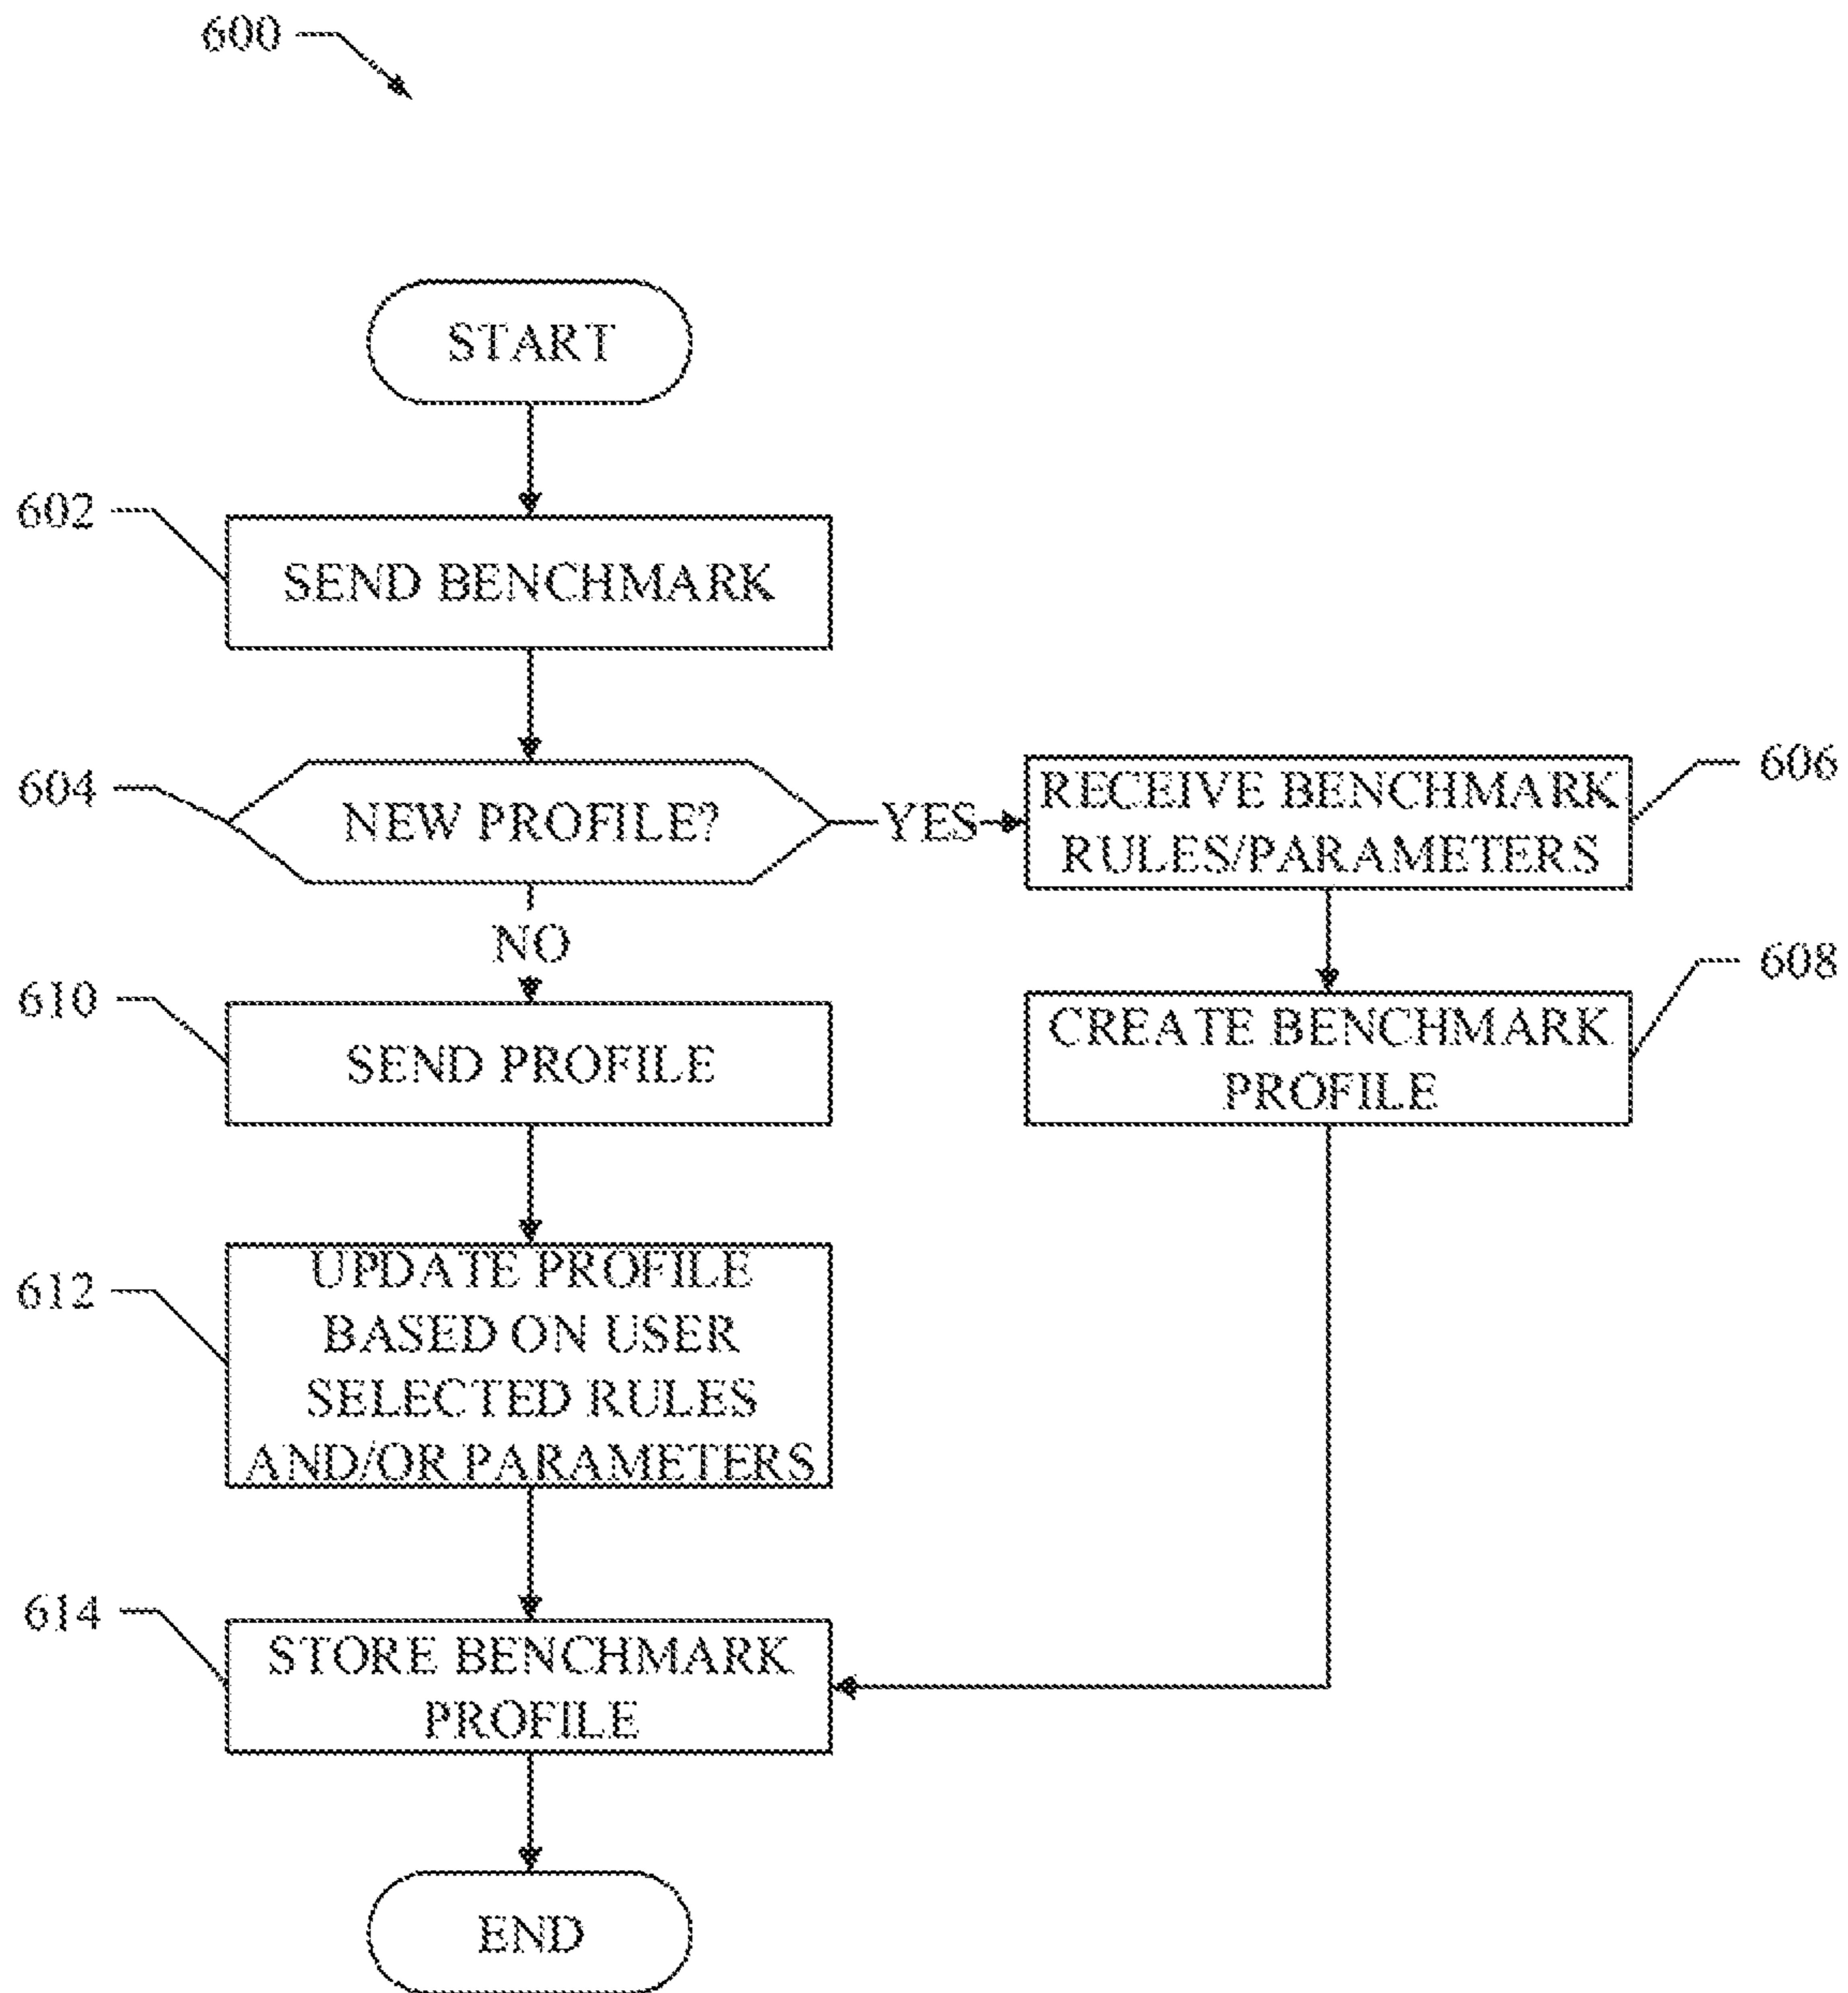 600
START
602
SEND BENCHMARK
604
NEW PROFILE?
YES
RECEIVE BENCHMARK
RULES/PARAMETERS
606
NO
610
SEND PROFILE
CREATE BENCHMARK
PROFILE
608
612
UPDATE PROFILE
BASED ON USER
SELECTED RULES
AND/OR PARAMETERS
614
STORE BENCHMARK
PROFILE
END